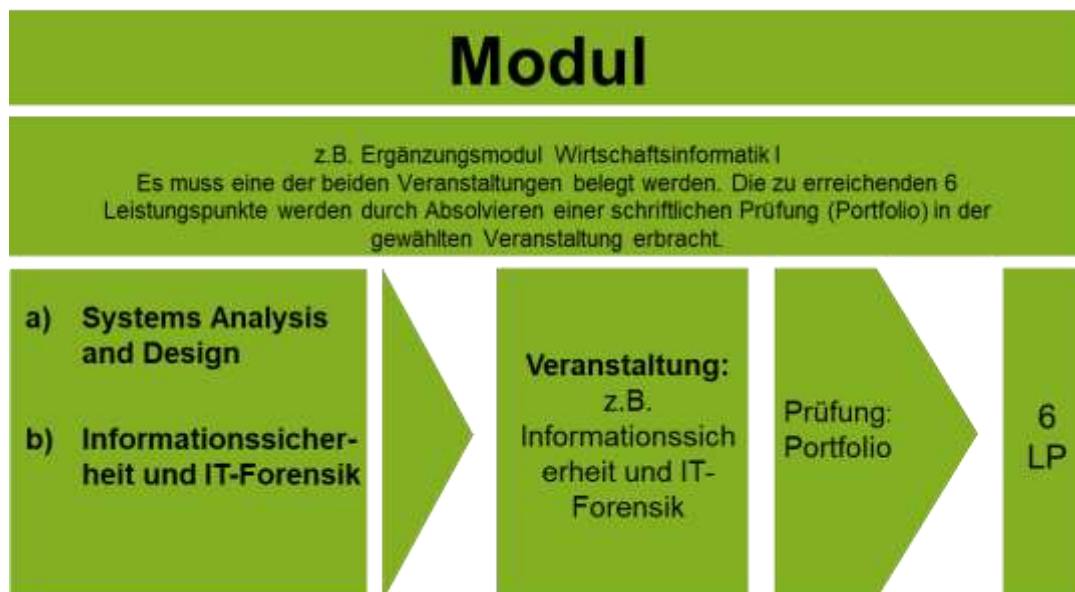 Modul
z.B. Ergänzungsmodul Wirtschaftsinformatik I
Es muss eine der beiden Veranstaltungen belegt werden. Die zu erreichenden 6
Leistungspunkte werden durch Absolvieren einer schriftlichen Prüfung (Portfolio) in der
gewählten Veranstaltung erbracht.
a) Systems Analysis
and Design
b) Informationssicher-
heit und IT-Forensik
Veranstaltung:
z.B.
Informationssich
erheit und IT-
Forensik
Prüfung:
Portfolio
6
LP